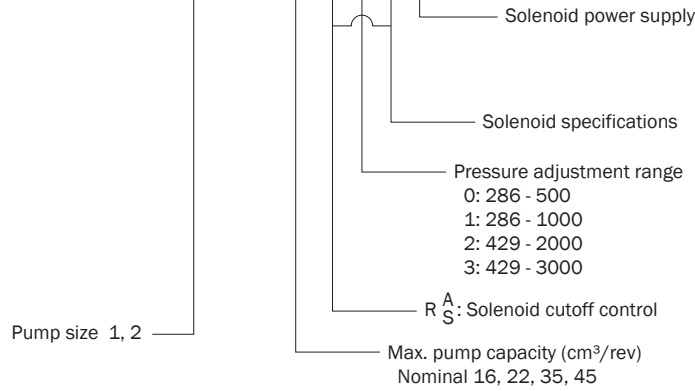 Solenoid power supply
Solenoid specifications
Pressure adjustment range
0: 286 - 500
1: 286 - 1000
2: 429 - 2000
3: 429 - 3000
R A S : Solenoid cutoff control
Pump size 1, 2
Max. pump capacity (cm³/rev)
Nominal 16, 22, 35, 45